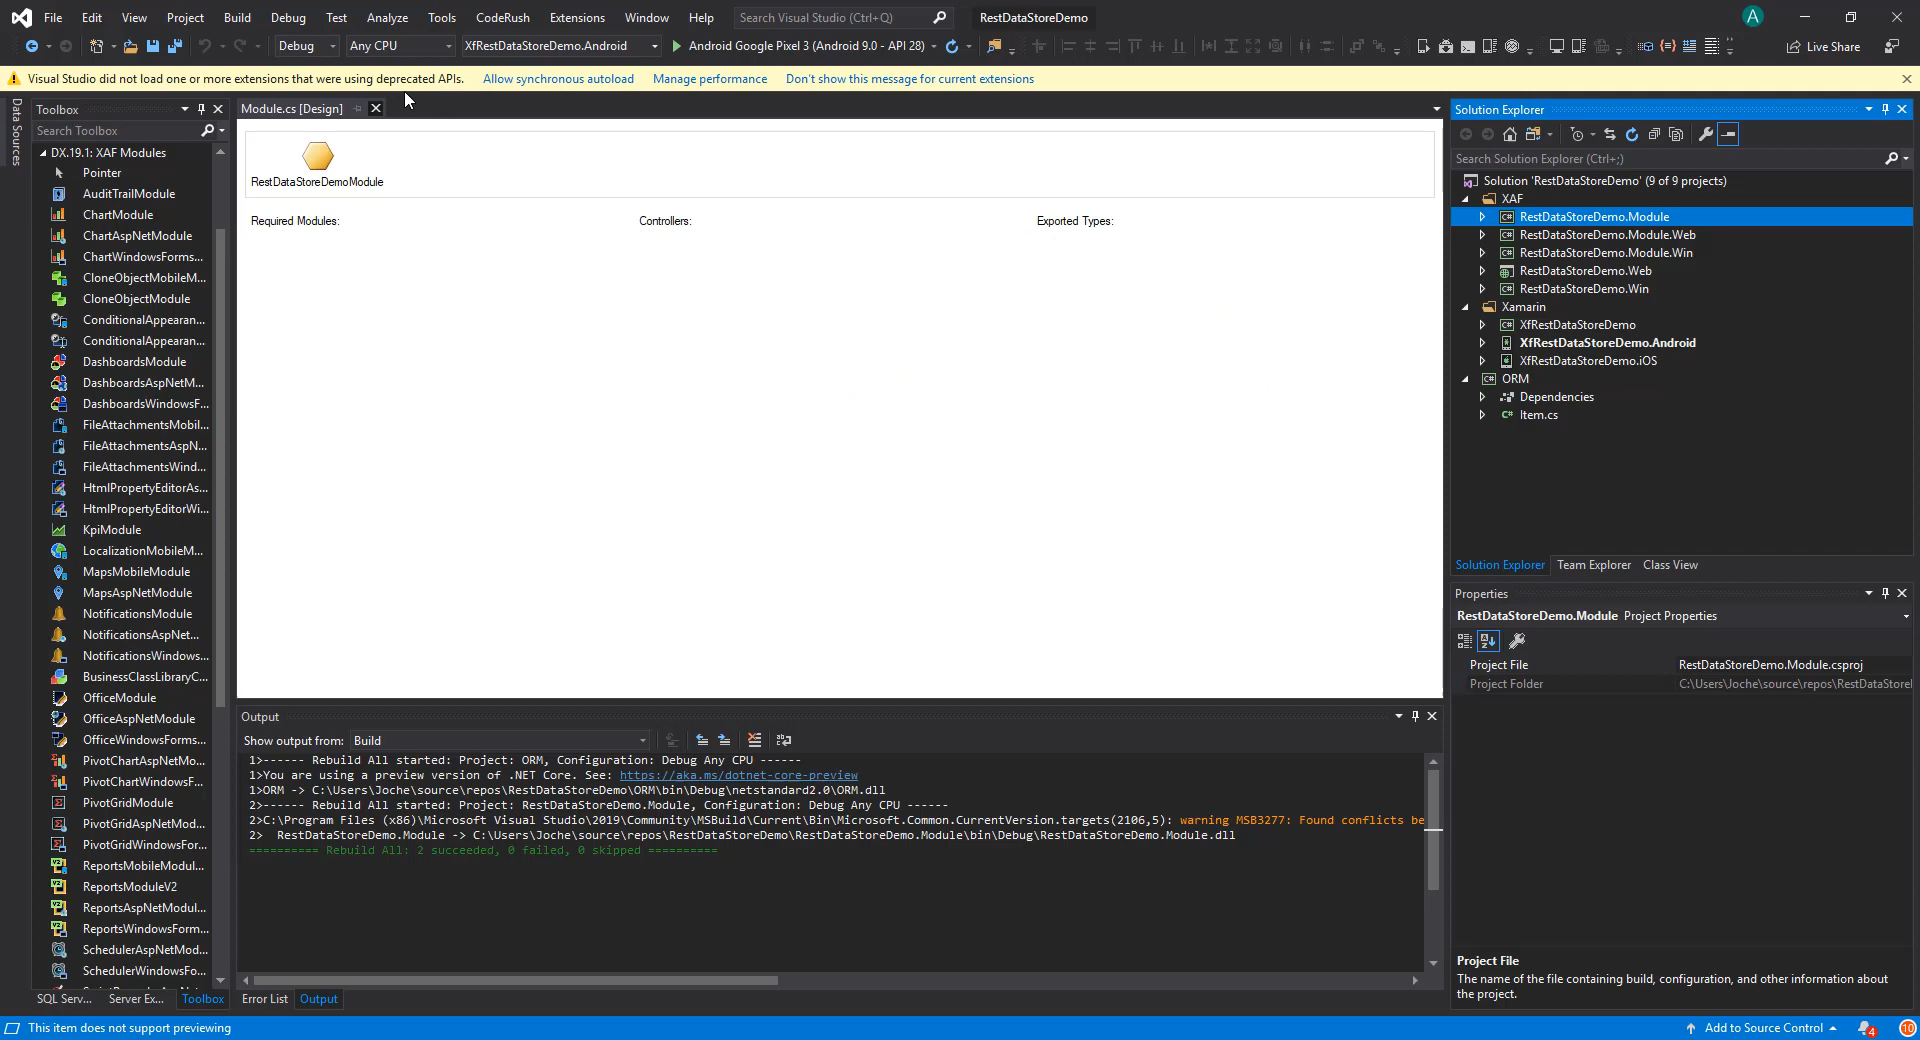 File Edit View Project Build Debug Test Analyze Tools CodeRush Extensions Window Help Search Visual Studio (Ctrl+Q) RestDataStoreDemo A
Debug Any CPU XfRestDataStoreDemo.Android Android Google Pixel 3 (Android 9.0 - API 28) Live Share
Visual Studio did not load one or more extensions that were using deprecated APIs. Allow synchronous autoload Manage performance Don't show this message for current extensions
Data Sources
Toolbox
Search Toolbox
DX.19.1: XAF Modules
Pointer
AuditTrailModule
ChartModule
ChartAspNetModule
ChartWindowsForms...
CloneObjectMobileM...
CloneObjectModule
ConditionalAppearan...
ConditionalAppearan...
DashboardsModule
DashboardsAspNetM...
DashboardsWindowsF...
FileAttachmentsMobil...
FileAttachmentsAspN...
FileAttachmentsWind...
HtmlPropertyEditorAs...
HtmlPropertyEditorWi...
KpiModule
LocalizationMobileM...
MapsMobileModule
MapsAspNetModule
NotificationsModule
NotificationsAspNet...
NotificationsWindows...
BusinessClassLibraryC...
OfficeModule
OfficeAspNetModule
OfficeWindowsForms...
PivotChartAspNetMo...
PivotChartWindowsF...
PivotGridModule
PivotGridAspNetMod...
PivotGridWindowsFor...
ReportsMobileModul...
ReportsModuleV2
ReportsAspNetModul...
ReportsWindowsForm...
SchedulerAspNetMod...
SchedulerWindowsFo...
SQL Serv... Server Ex... Toolbox
Module.cs [Design]
RestDataStoreDemoModule
Required Modules: Controllers: Exported Types:
Output
Show output from: Build
1>------ Rebuild All started: Project: ORM, Configuration: Debug Any CPU ------
1>You are using a preview version of .NET Core. See: https://aka.ms/dotnet-core-preview
1>ORM -> C:\Users\Joche\source\repos\RestDataStoreDemo\ORM\bin\Debug\netstandard2.0\ORM.dll
2>------ Rebuild All started: Project: RestDataStoreDemo.Module, Configuration: Debug Any CPU ------
2>C:\Program Files (x86)\Microsoft Visual Studio\2019\Community\MSBuild\Current\Bin\Microsoft.Common.CurrentVersion.targets(2106,5): warning MSB3277: Found conflicts be
2>  RestDataStoreDemo.Module -> C:\Users\Joche\source\repos\RestDataStoreDemo\RestDataStoreDemo.Module\bin\Debug\RestDataStoreDemo.Module.dll
========== Rebuild All: 2 succeeded, 0 failed, 0 skipped ==========
Error List Output
Solution Explorer
Search Solution Explorer (Ctrl+;)
Solution 'RestDataStoreDemo' (9 of 9 projects)
XAF
RestDataStoreDemo.Module
RestDataStoreDemo.Module.Web
RestDataStoreDemo.Module.Win
RestDataStoreDemo.Web
RestDataStoreDemo.Win
Xamarin
XfRestDataStoreDemo
XfRestDataStoreDemo.Android
XfRestDataStoreDemo.iOS
ORM
Dependencies
Item.cs
Solution Explorer Team Explorer Class View
Properties
RestDataStoreDemo.Module Project Properties
Project File RestDataStoreDemo.Module.csproj
Project Folder C:\Users\Joche\source\repos\RestDataStorel
Project File
The name of the file containing build, configuration, and other information about
the project.
This item does not support previewing Add to Source Control 4 10